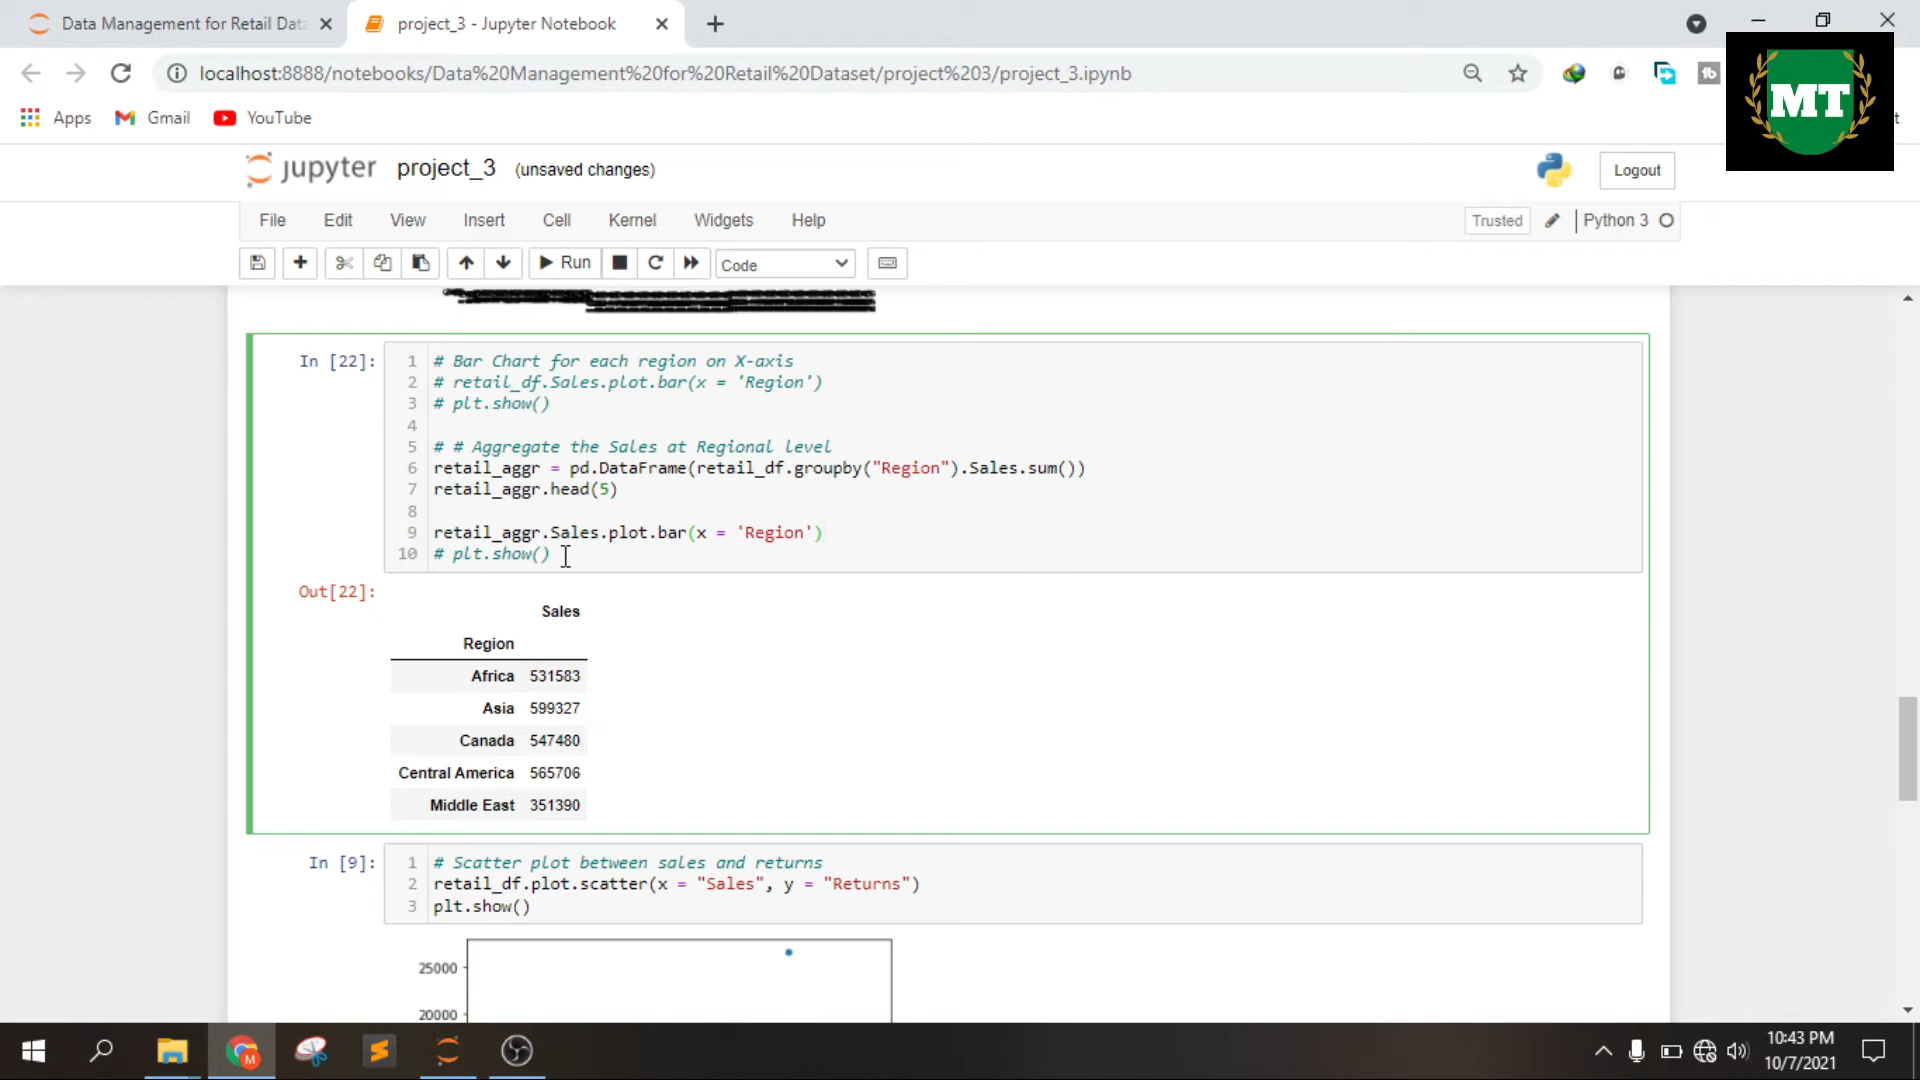 Data Management for Retail Dat
project_3 - Jupyter Notebook
localhost:8888/notebooks/Data%20Management%20for%20Retail%20Dataset/project%203/project_3.ipynb
Apps
Gmail
YouTube
MT
jupyter
project_3
(unsaved changes)
Logout
File
Edit
View
Insert
Cell
Kernel
Widgets
Help
Trusted
Python 3
Run
Code
In [22]:
1 # Bar Chart for each region on X-axis
2 # retail_df.Sales.plot.bar(x = 'Region')
3 # plt.show()
4
5 # # Aggregate the Sales at Regional level
6 retail_aggr = pd.DataFrame(retail_df.groupby("Region").Sales.sum())
7 retail_aggr.head(5)
8
9 retail_aggr.Sales.plot.bar(x = 'Region')
10 # plt.show()
Out[22]:
Sales
Region
Africa 531583
Asia 599327
Canada 547480
Central America 565706
Middle East 351390
In [9]:
1 # Scatter plot between sales and returns
2 retail_df.plot.scatter(x = "Sales", y = "Returns")
3 plt.show()
25000
20000
10:43 PM
10/7/2021